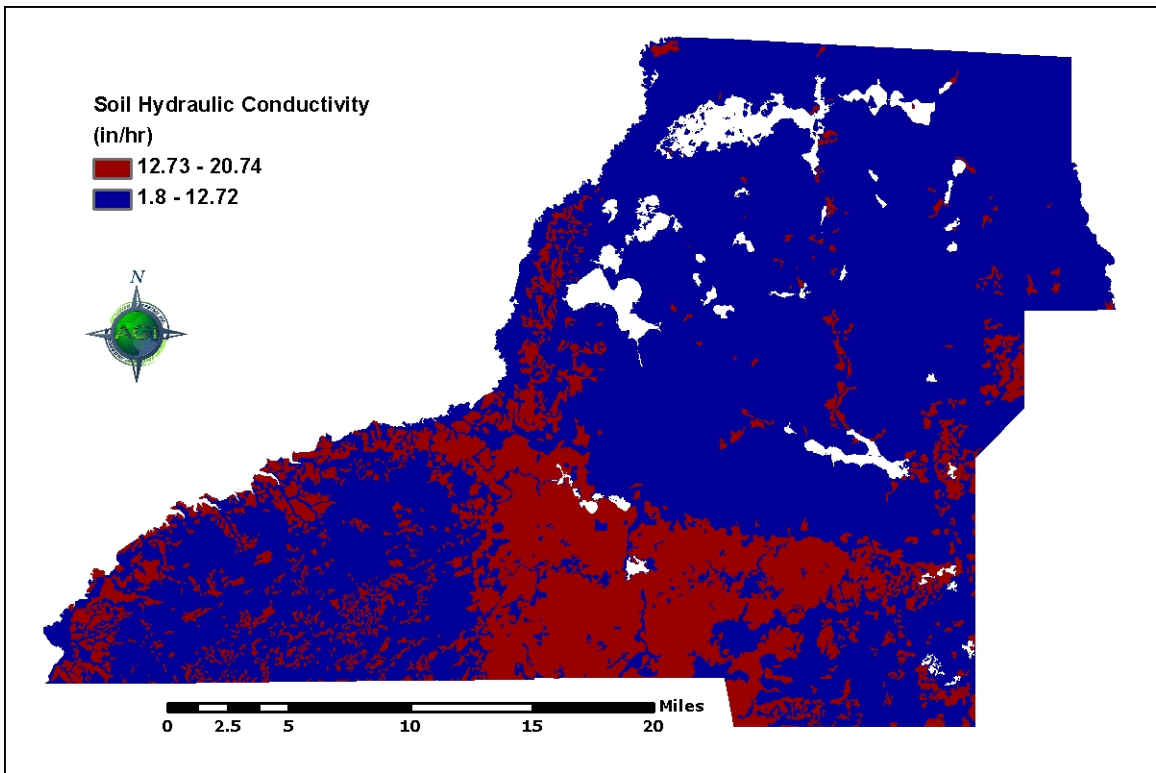 Soil Hydraulic Conductivity
(in/hr)
12.73 - 20.74
1.8 - 12.72
N
Miles
0 2.5 5 10 15 20